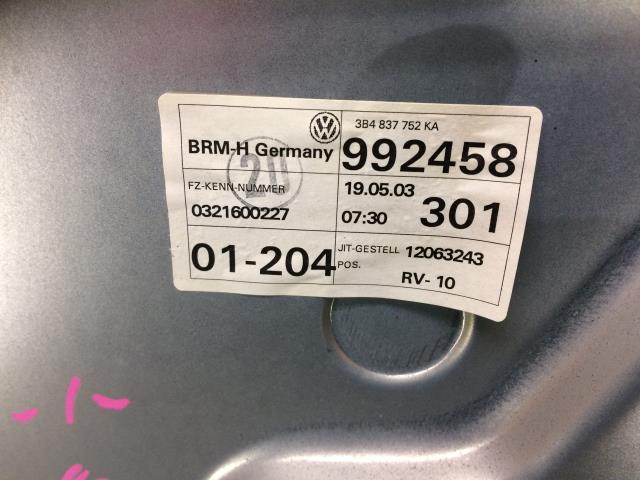 3B4 837 752 KA
BRM-H Germany
992458
FZ-KENN-NUMMER
0321600227
19.05.03
07:30
301
01-204
JIT-GESTELL 12063243
POS.
RV- 10
-1-